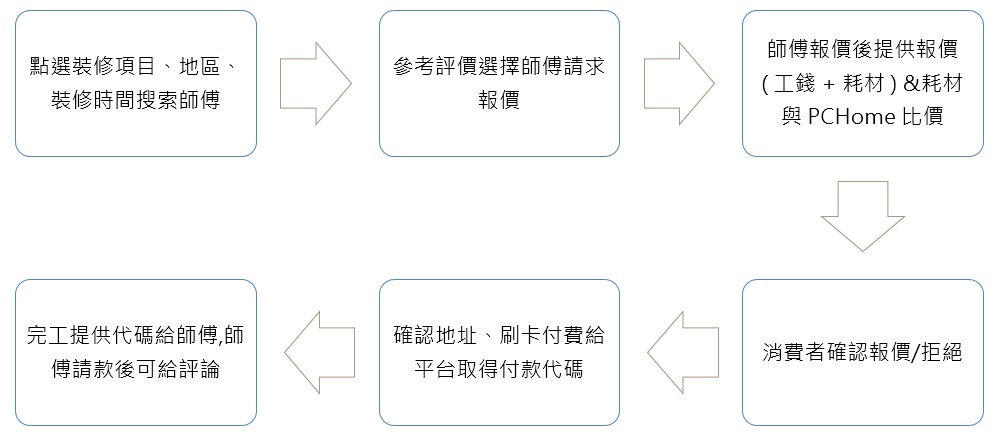 點選裝修項目、地區、
裝修時間搜索師傅
參考評價選擇師傅請求
報價
師傅報價後提供報價
( 工錢 + 耗材 ) &耗材
與 PCHome 比價
消費者確認報價/拒絕
確認地址、刷卡付費給
平台取得付款代碼
完工提供代碼給師傅,師
傅請款後可給評論